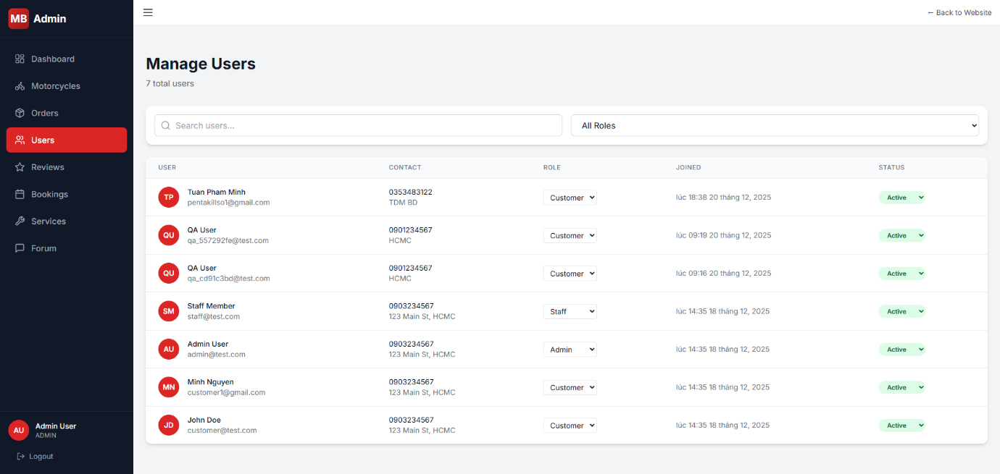 MB Admin
← Back to Website
Dashboard
Motorcycles
Orders
Users
Reviews
Bookings
Services
Forum
AU Admin User
ADMIN
Logout
Manage Users
7 total users
Search users...
All Roles
USER CONTACT ROLE JOINED STATUS
TP Tuan Pham Minh 0353483122 Customer lúc 18:38 20 tháng 12, 2025 Active
pentakillso1@gmail.com TDM BD
QU QA User 0901234567 Customer lúc 09:19 20 tháng 12, 2025 Active
qa_557292fe@test.com HCMC
QU QA User 0901234567 Customer lúc 09:16 20 tháng 12, 2025 Active
qa_cd91c3bd@test.com HCMC
SM Staff Member 0903234567 Staff lúc 14:35 18 tháng 12, 2025 Active
staff@test.com 123 Main St, HCMC
AU Admin User 0903234567 Admin lúc 14:35 18 tháng 12, 2025 Active
admin@test.com 123 Main St, HCMC
MN Minh Nguyen 0903234567 Customer lúc 14:35 18 tháng 12, 2025 Active
customer1@gmail.com 123 Main St, HCMC
JD John Doe 0903234567 Customer lúc 14:35 18 tháng 12, 2025 Active
customer@test.com 123 Main St, HCMC